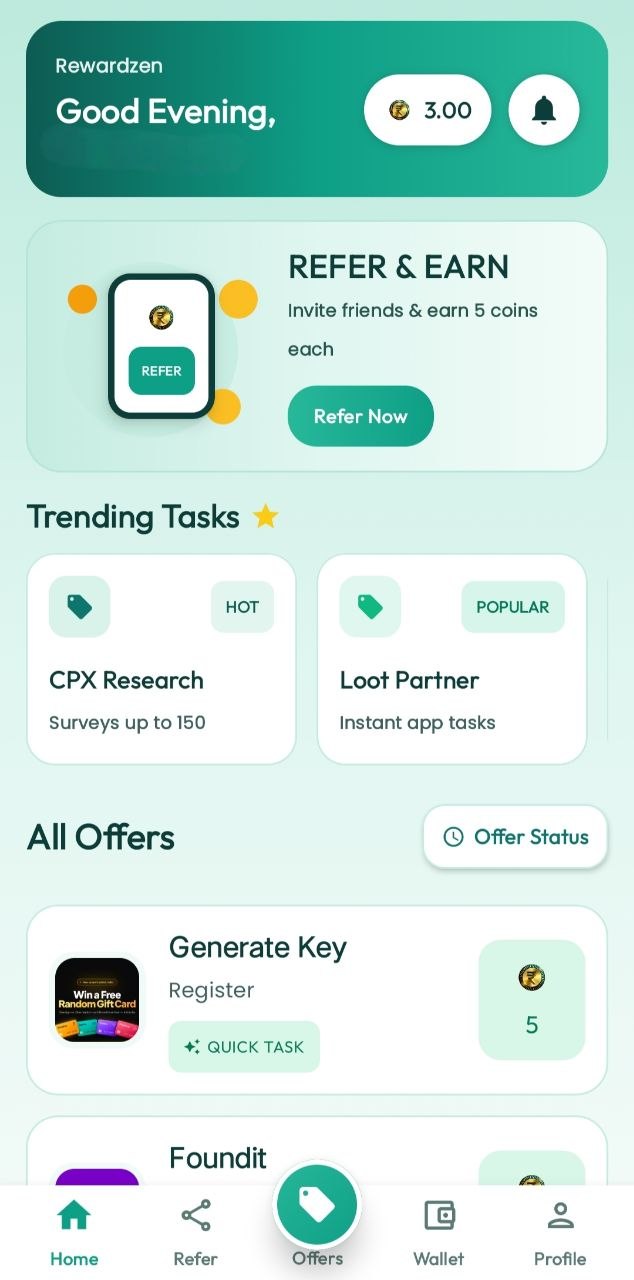 Rewardzen
Good Evening,
3.00
REFER & EARN
Invite friends & earn 5 coins
each
REFER
Refer Now
Trending Tasks
HOT
CPX Research
Surveys up to 150
POPULAR
Loot Partner
Instant app tasks
All Offers
Offer Status
Generate Key
Register
QUICK TASK
Win a Free
Random Gift Card
5
Foundit
Home
Refer
Offers
Wallet
Profile